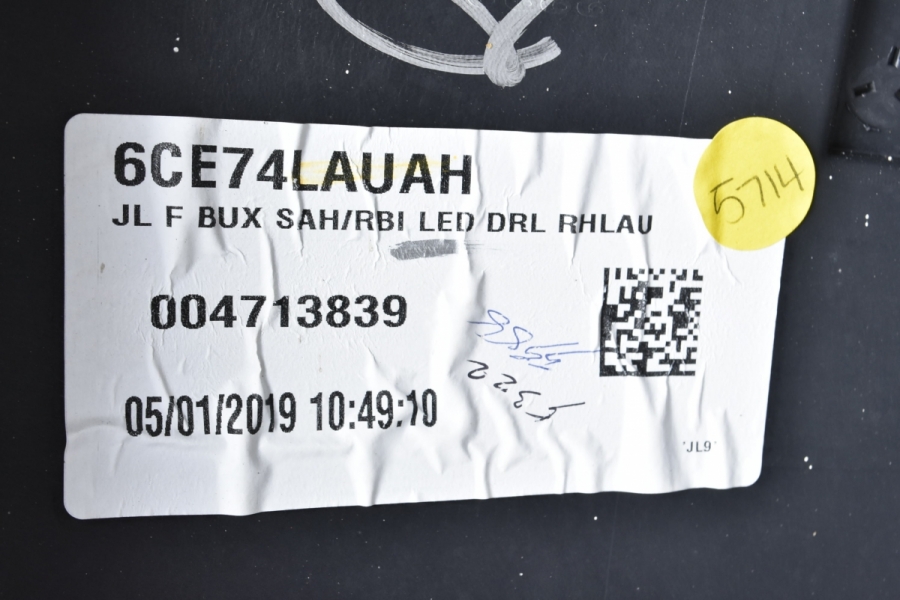 6CE74LAUAH
5714
JL F BUX SAH/RBI LED DRL RHLAU
004713839
05/01/2019 10:49:10
'JL9'